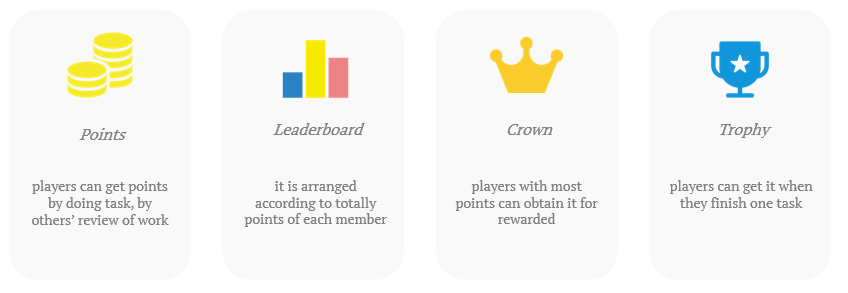 Points
players can get points
by doing task, by
others’ review of work
Leaderboard
it is arranged
according to totally
points of each member
Crown
players with most
points can obtain it for
rewarded
Trophy
players can get it when
they finish one task